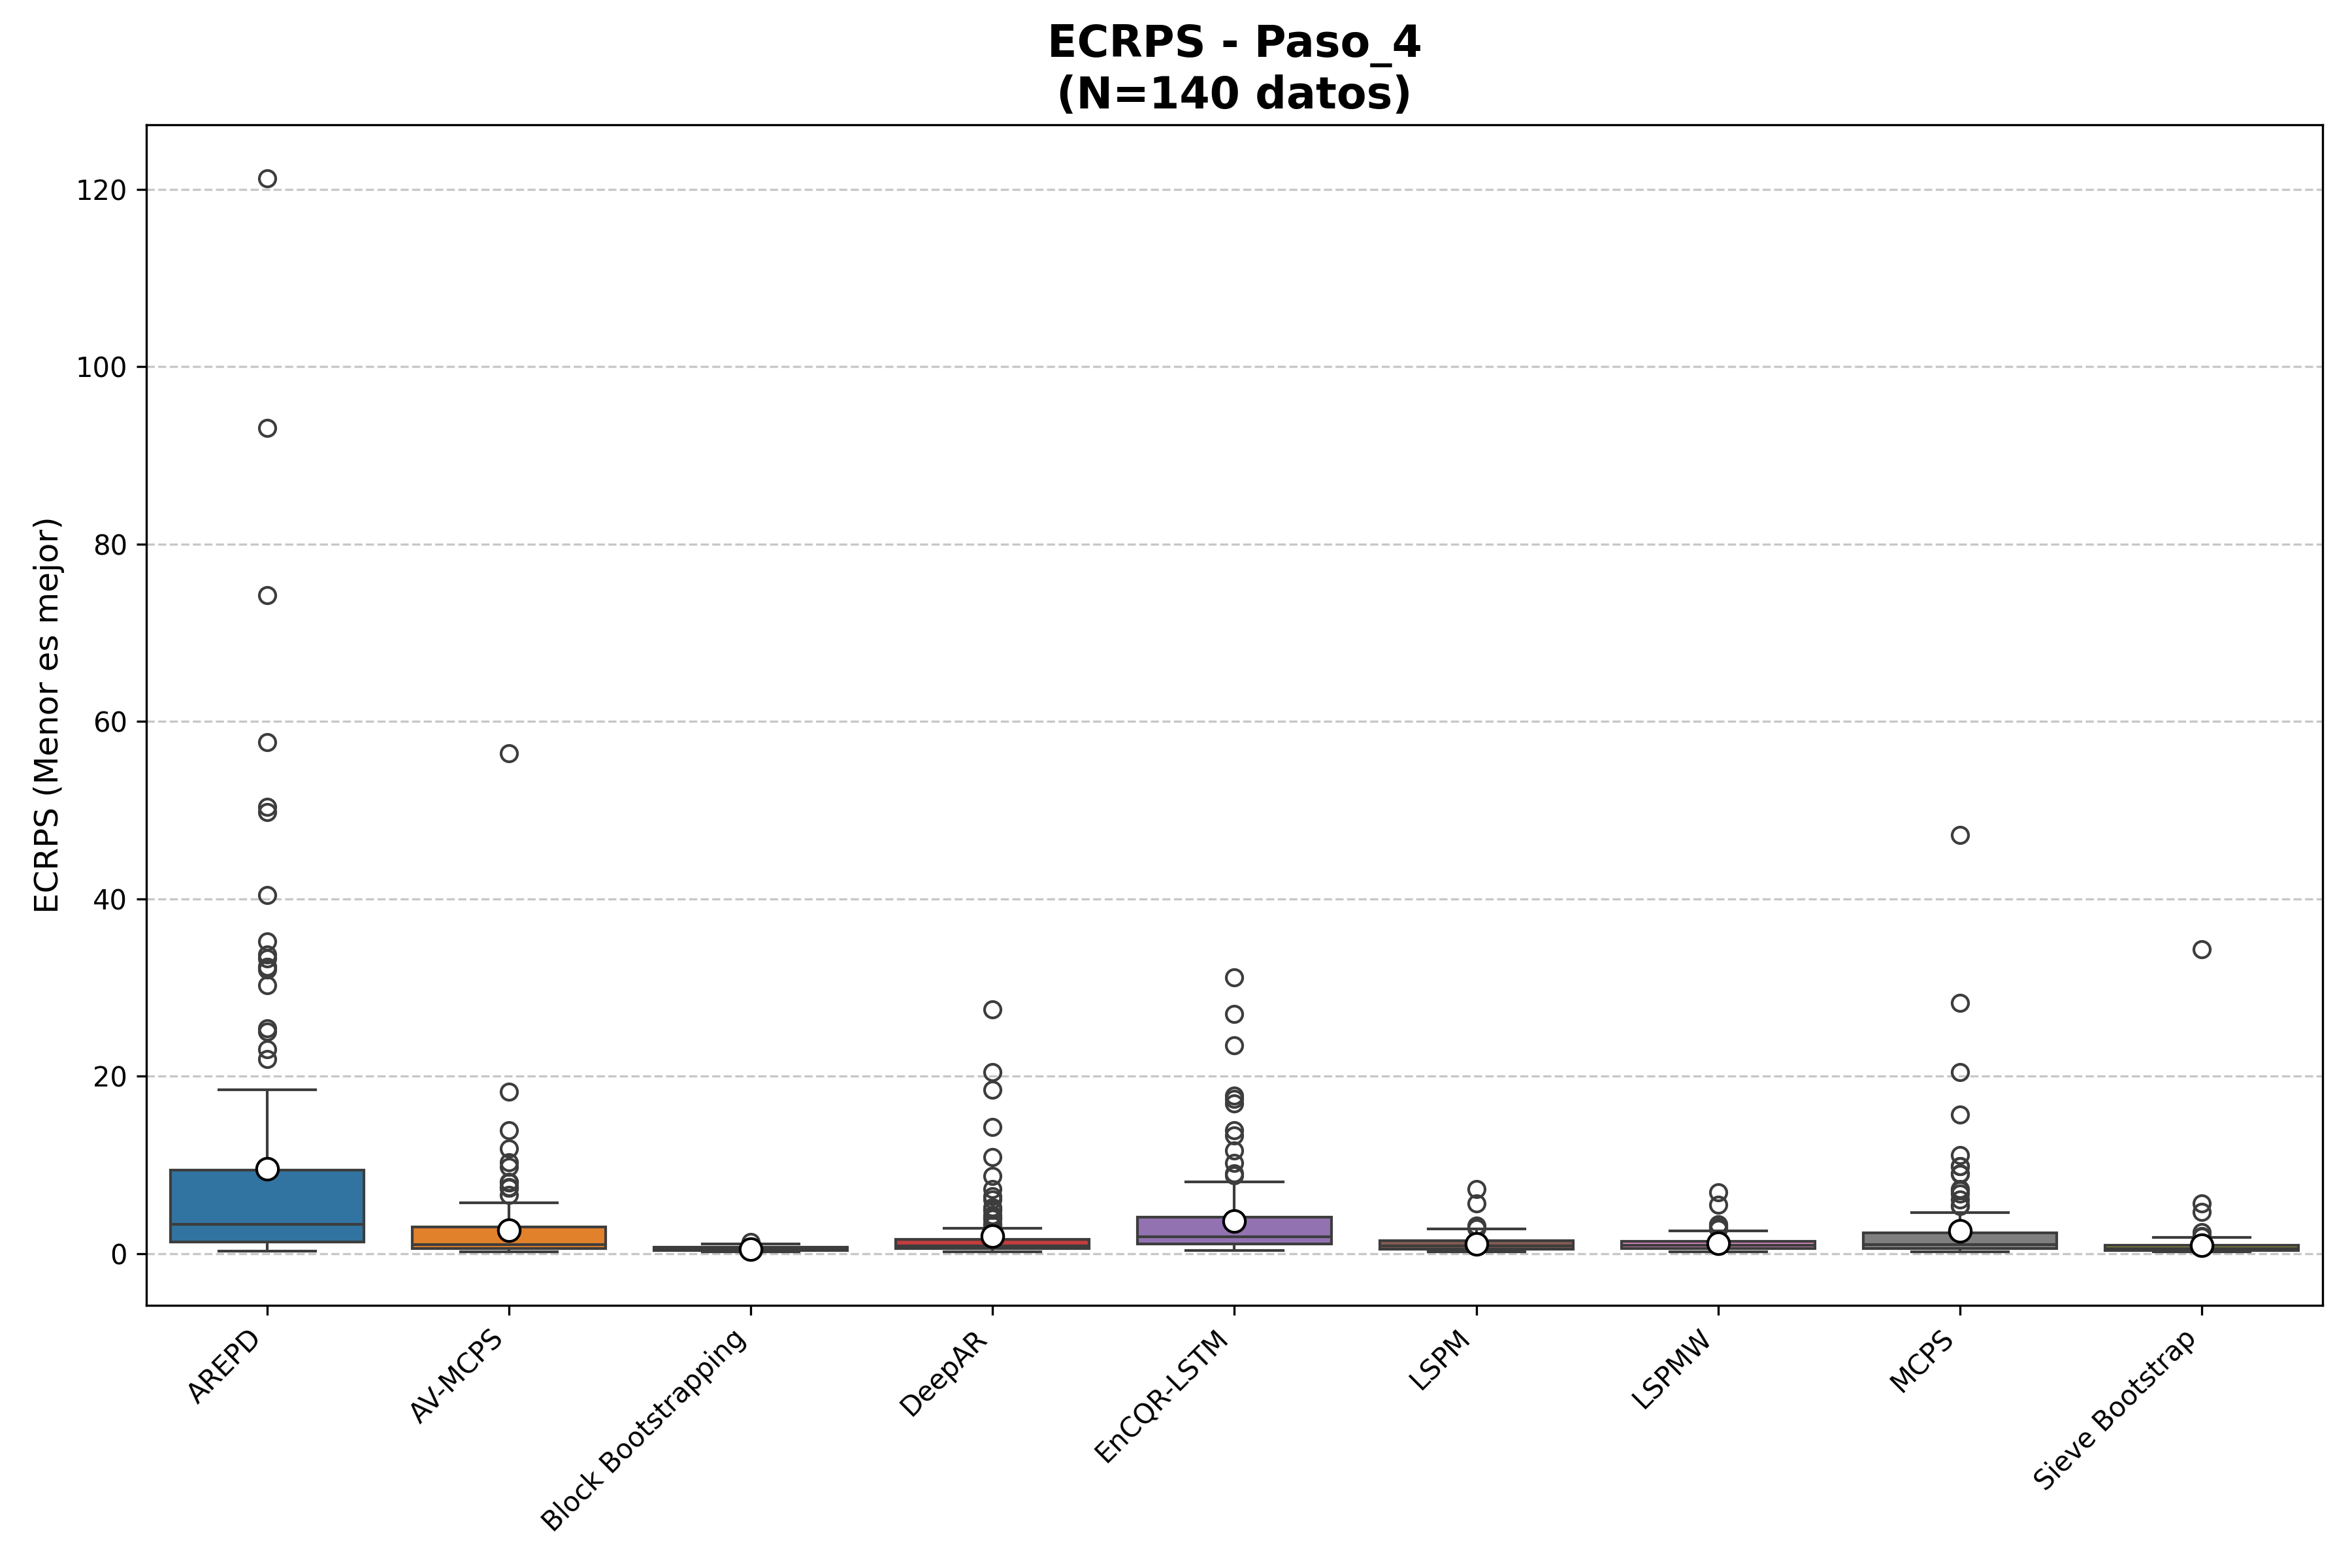 ECRPS - Paso_4
(N=140 datos)
ECRPS (Menor es mejor)
120
100
80
60
40
20
0
AREPD
AV-MCPS
Block Bootstrapping
DeepAR
EnCQR-LSTM
LSPM
LSPMW
MCPS
Sieve Bootstrap